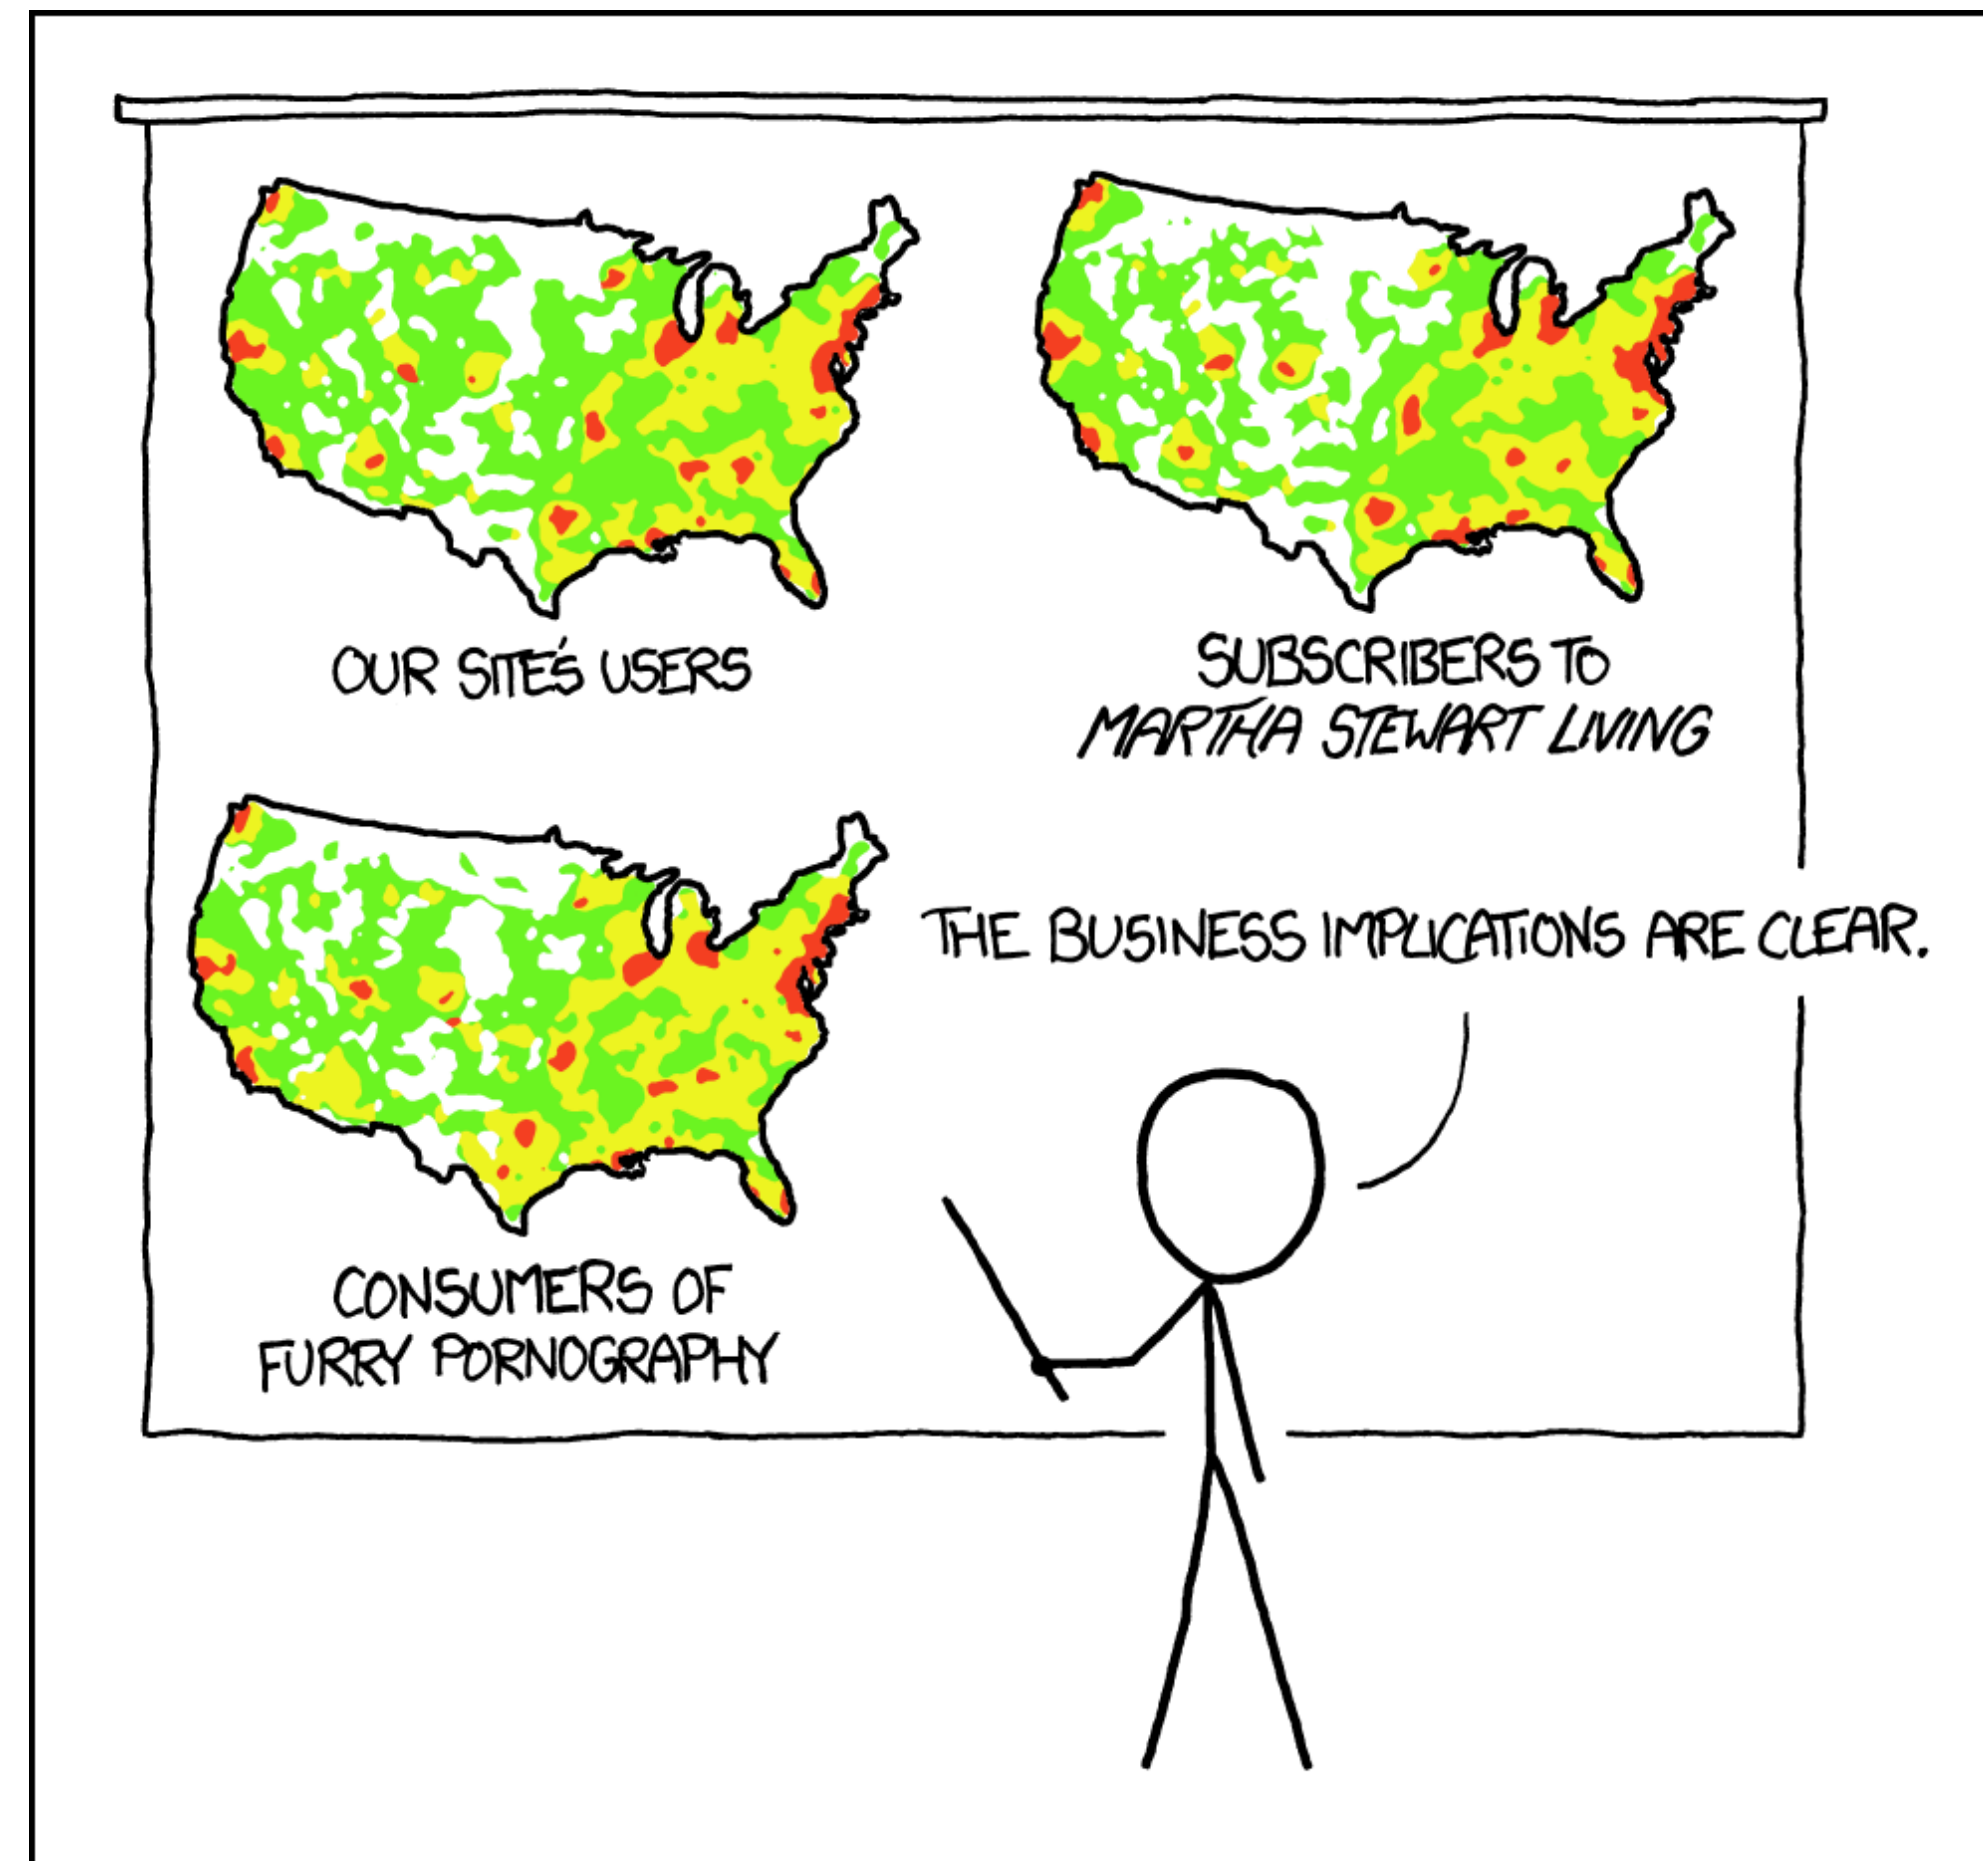 OUR SITE'S USERS
SUBSCRIBERS TO
MARTHA STEWART LIVING
CONSUMERS OF
FURRY PORNOGRAPHY
THE BUSINESS IMPLICATIONS ARE CLEAR.